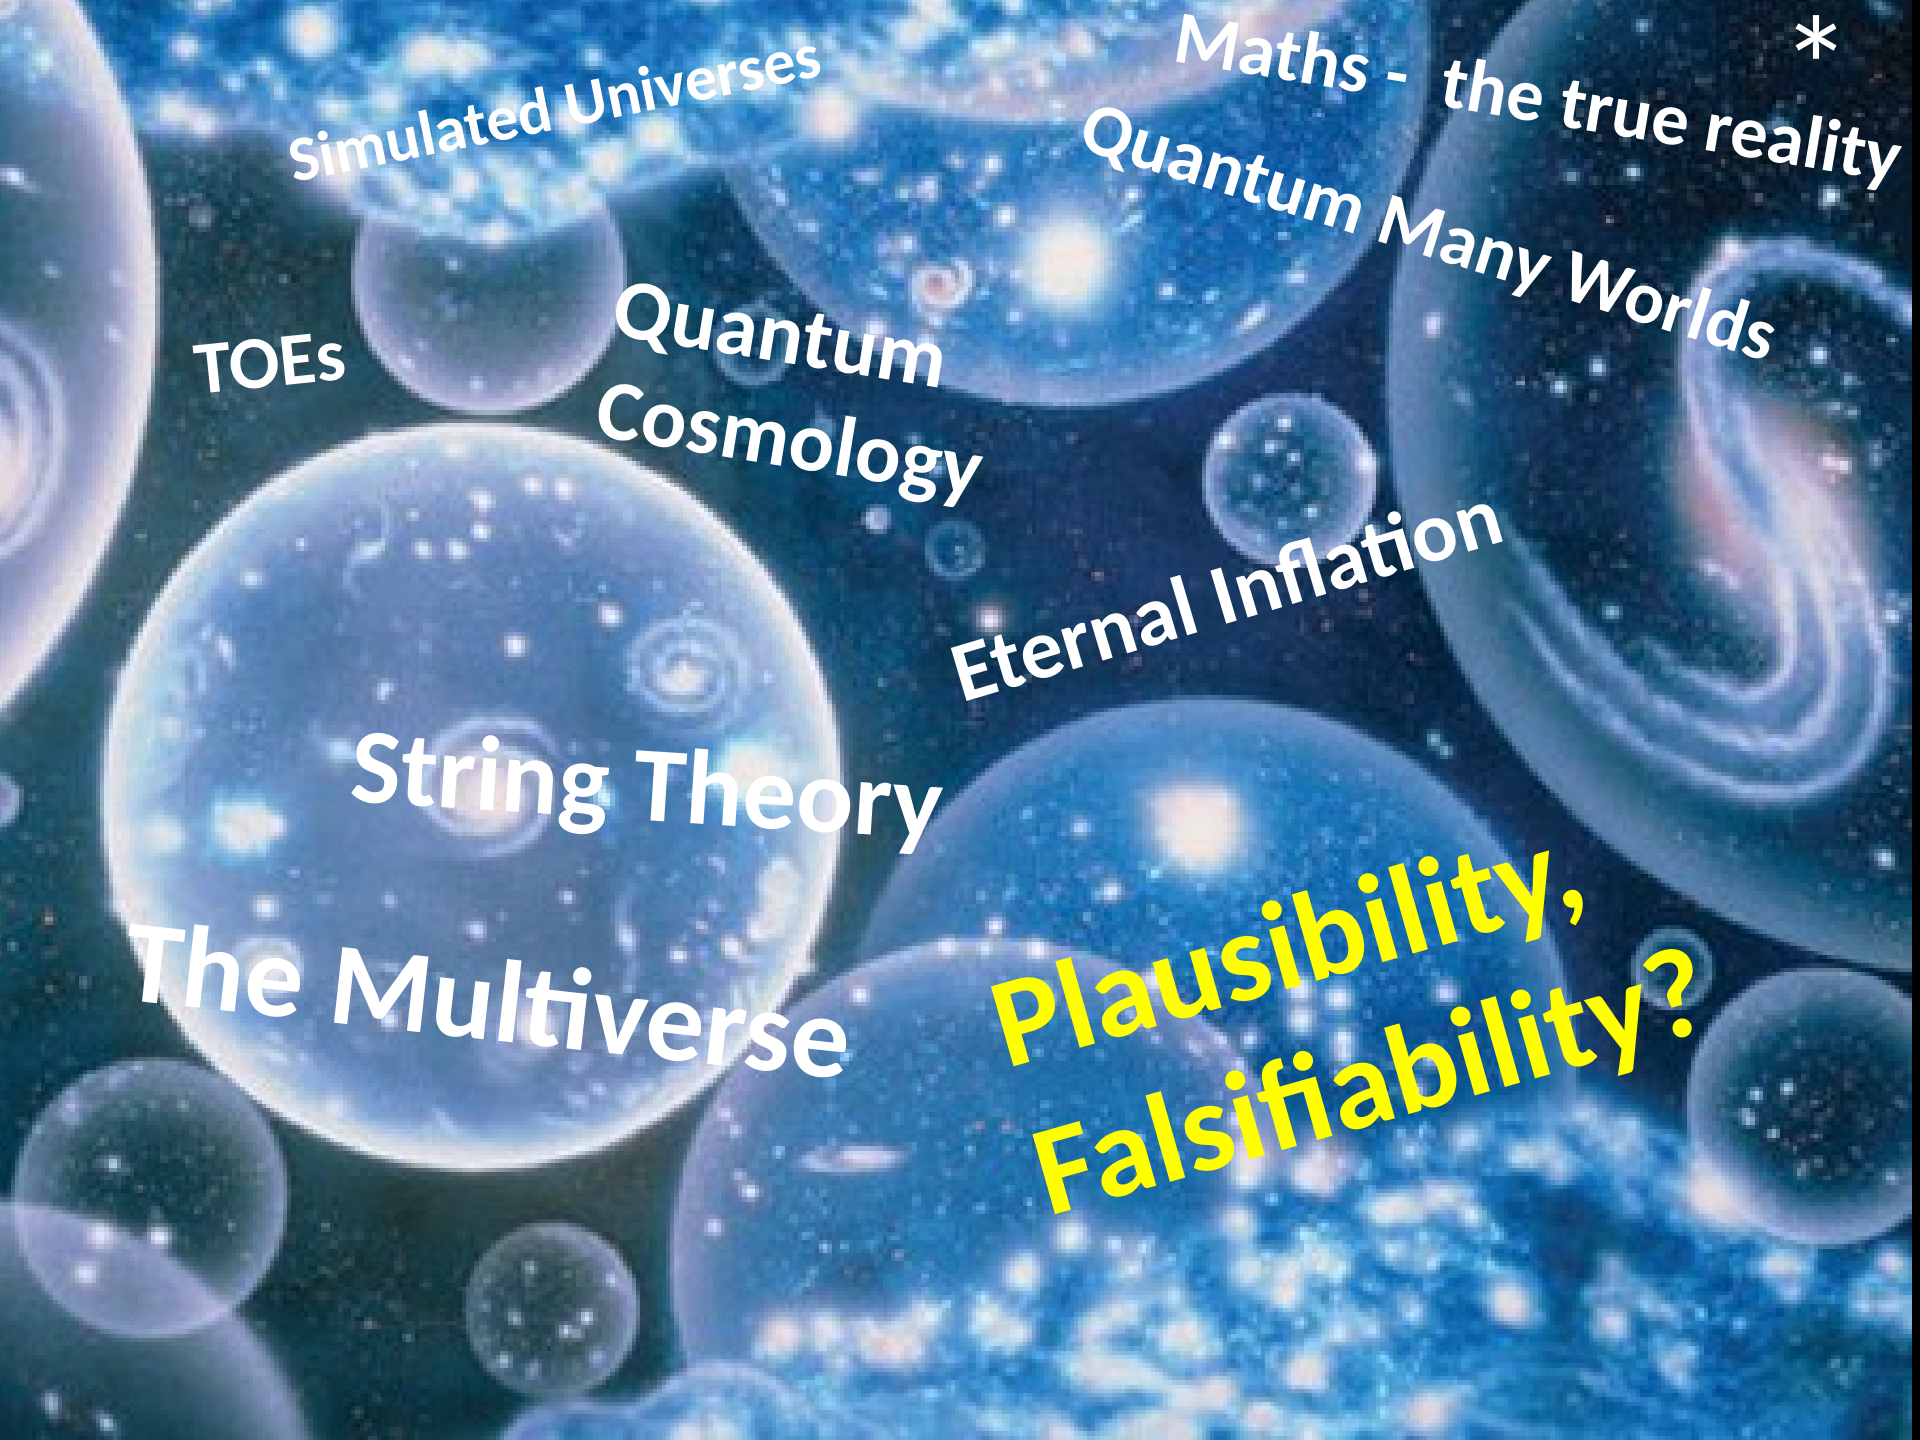 *
Maths -  the true reality
Simulated Universes
Quantum Many Worlds
TOEs
Quantum
Cosmology
Eternal Inflation
String Theory
The Multiverse
Plausibility,
Falsifiability?